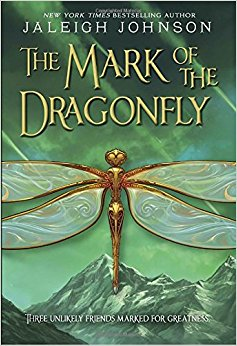 NEW YORK TIMES BESTSELLING AUTHOR
JALEIGH JOHNSON
THE MARK OF
THE
DRAGONFLY
THREE UNLIKELY FRIENDS MARKED FOR GREATNESS.